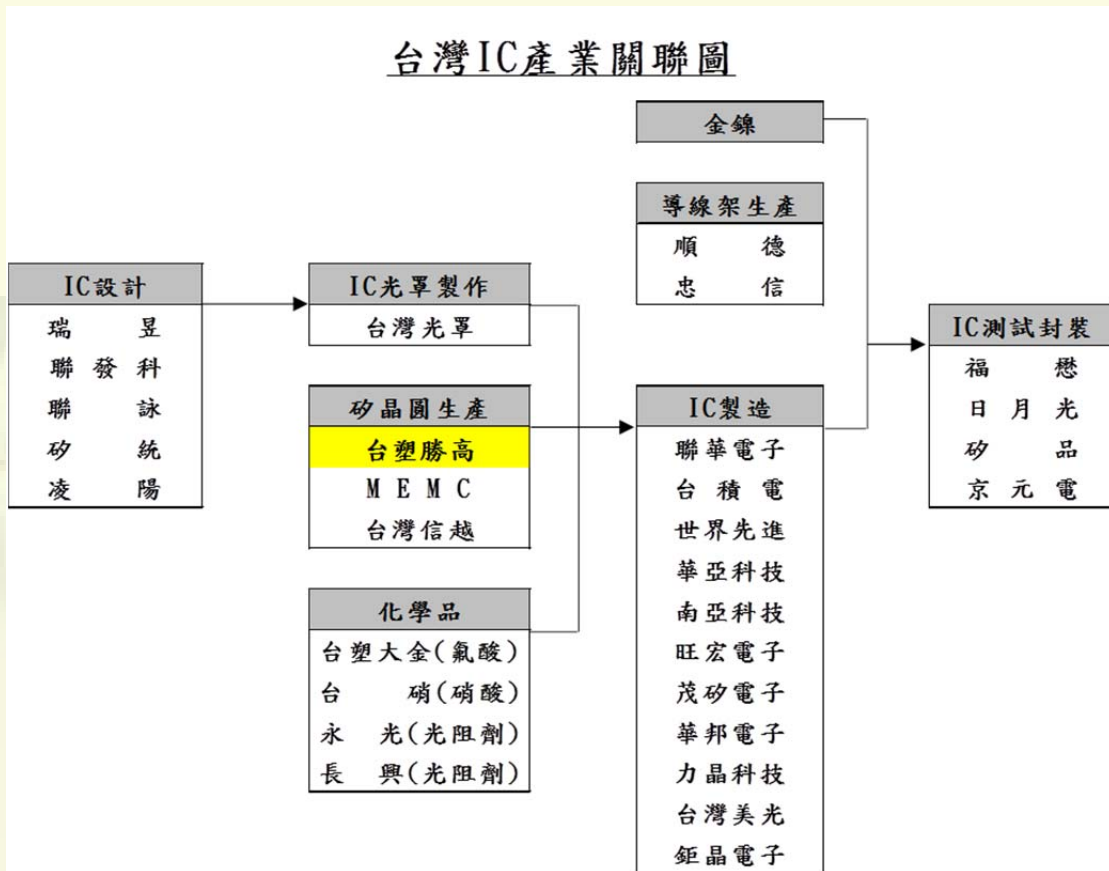 台灣IC產業關聯圖
IC設計
瑞昱
聯發科
聯詠
矽統
凌陽
IC光罩製作
台灣光罩
矽晶圓生產
台塑勝高
MEMC
台灣信越
化學品
台塑大金(氟酸)
台硝(硝酸)
永光(光阻劑)
長興(光阻劑)
金鎳
導線架生產
順德
忠信
IC製造
聯華電子
台積電
世界先進
華亞科技
南亞科技
旺宏電子
茂矽電子
華邦電子
力晶科技
台灣美光
鉅晶電子
IC測試封裝
福懋
日月光
矽品
京元電